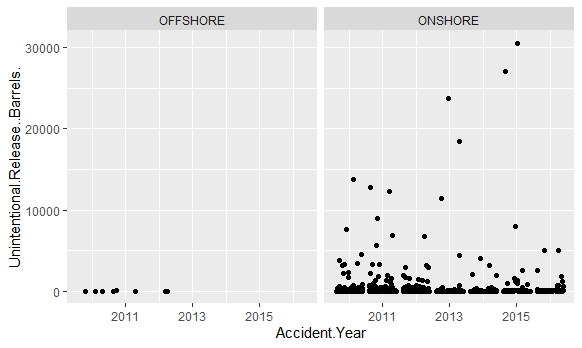 OFFSHORE
ONSHORE
30000
20000
10000
0
Unintentional.Release..Barrels.
2011 2013 2015
2011 2013 2015
Accident.Year